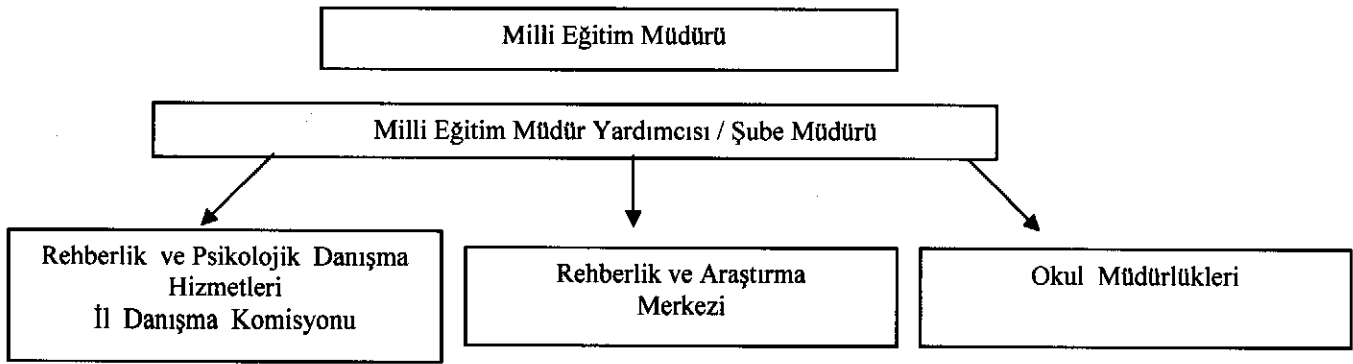 Milli Eğitim Müdürü
Milli Eğitim Müdür Yardımcısı / Şube Müdürü
Rehberlik ve Psikolojik Danışma
Hizmetleri
İl Danışma Komisyonu
Rehberlik ve Araştırma
Merkezi
Okul Müdürlükleri